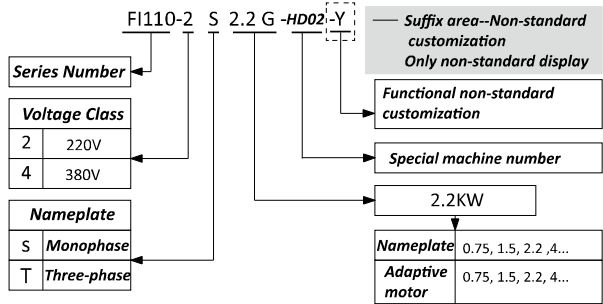 FI110-2 S 2.2 G -HD02 -Y
Suffix area--Non-standard
customization
Only non-standard display
Series Number
Functional non-standard
customization
Voltage Class
2 220V
4 380V
Special machine number
2.2KW
Nameplate
S Monophase
T Three-phase
Nameplate 0.75, 1.5, 2.2 ,4...
Adaptive 0.75, 1.5, 2.2, 4...
motor